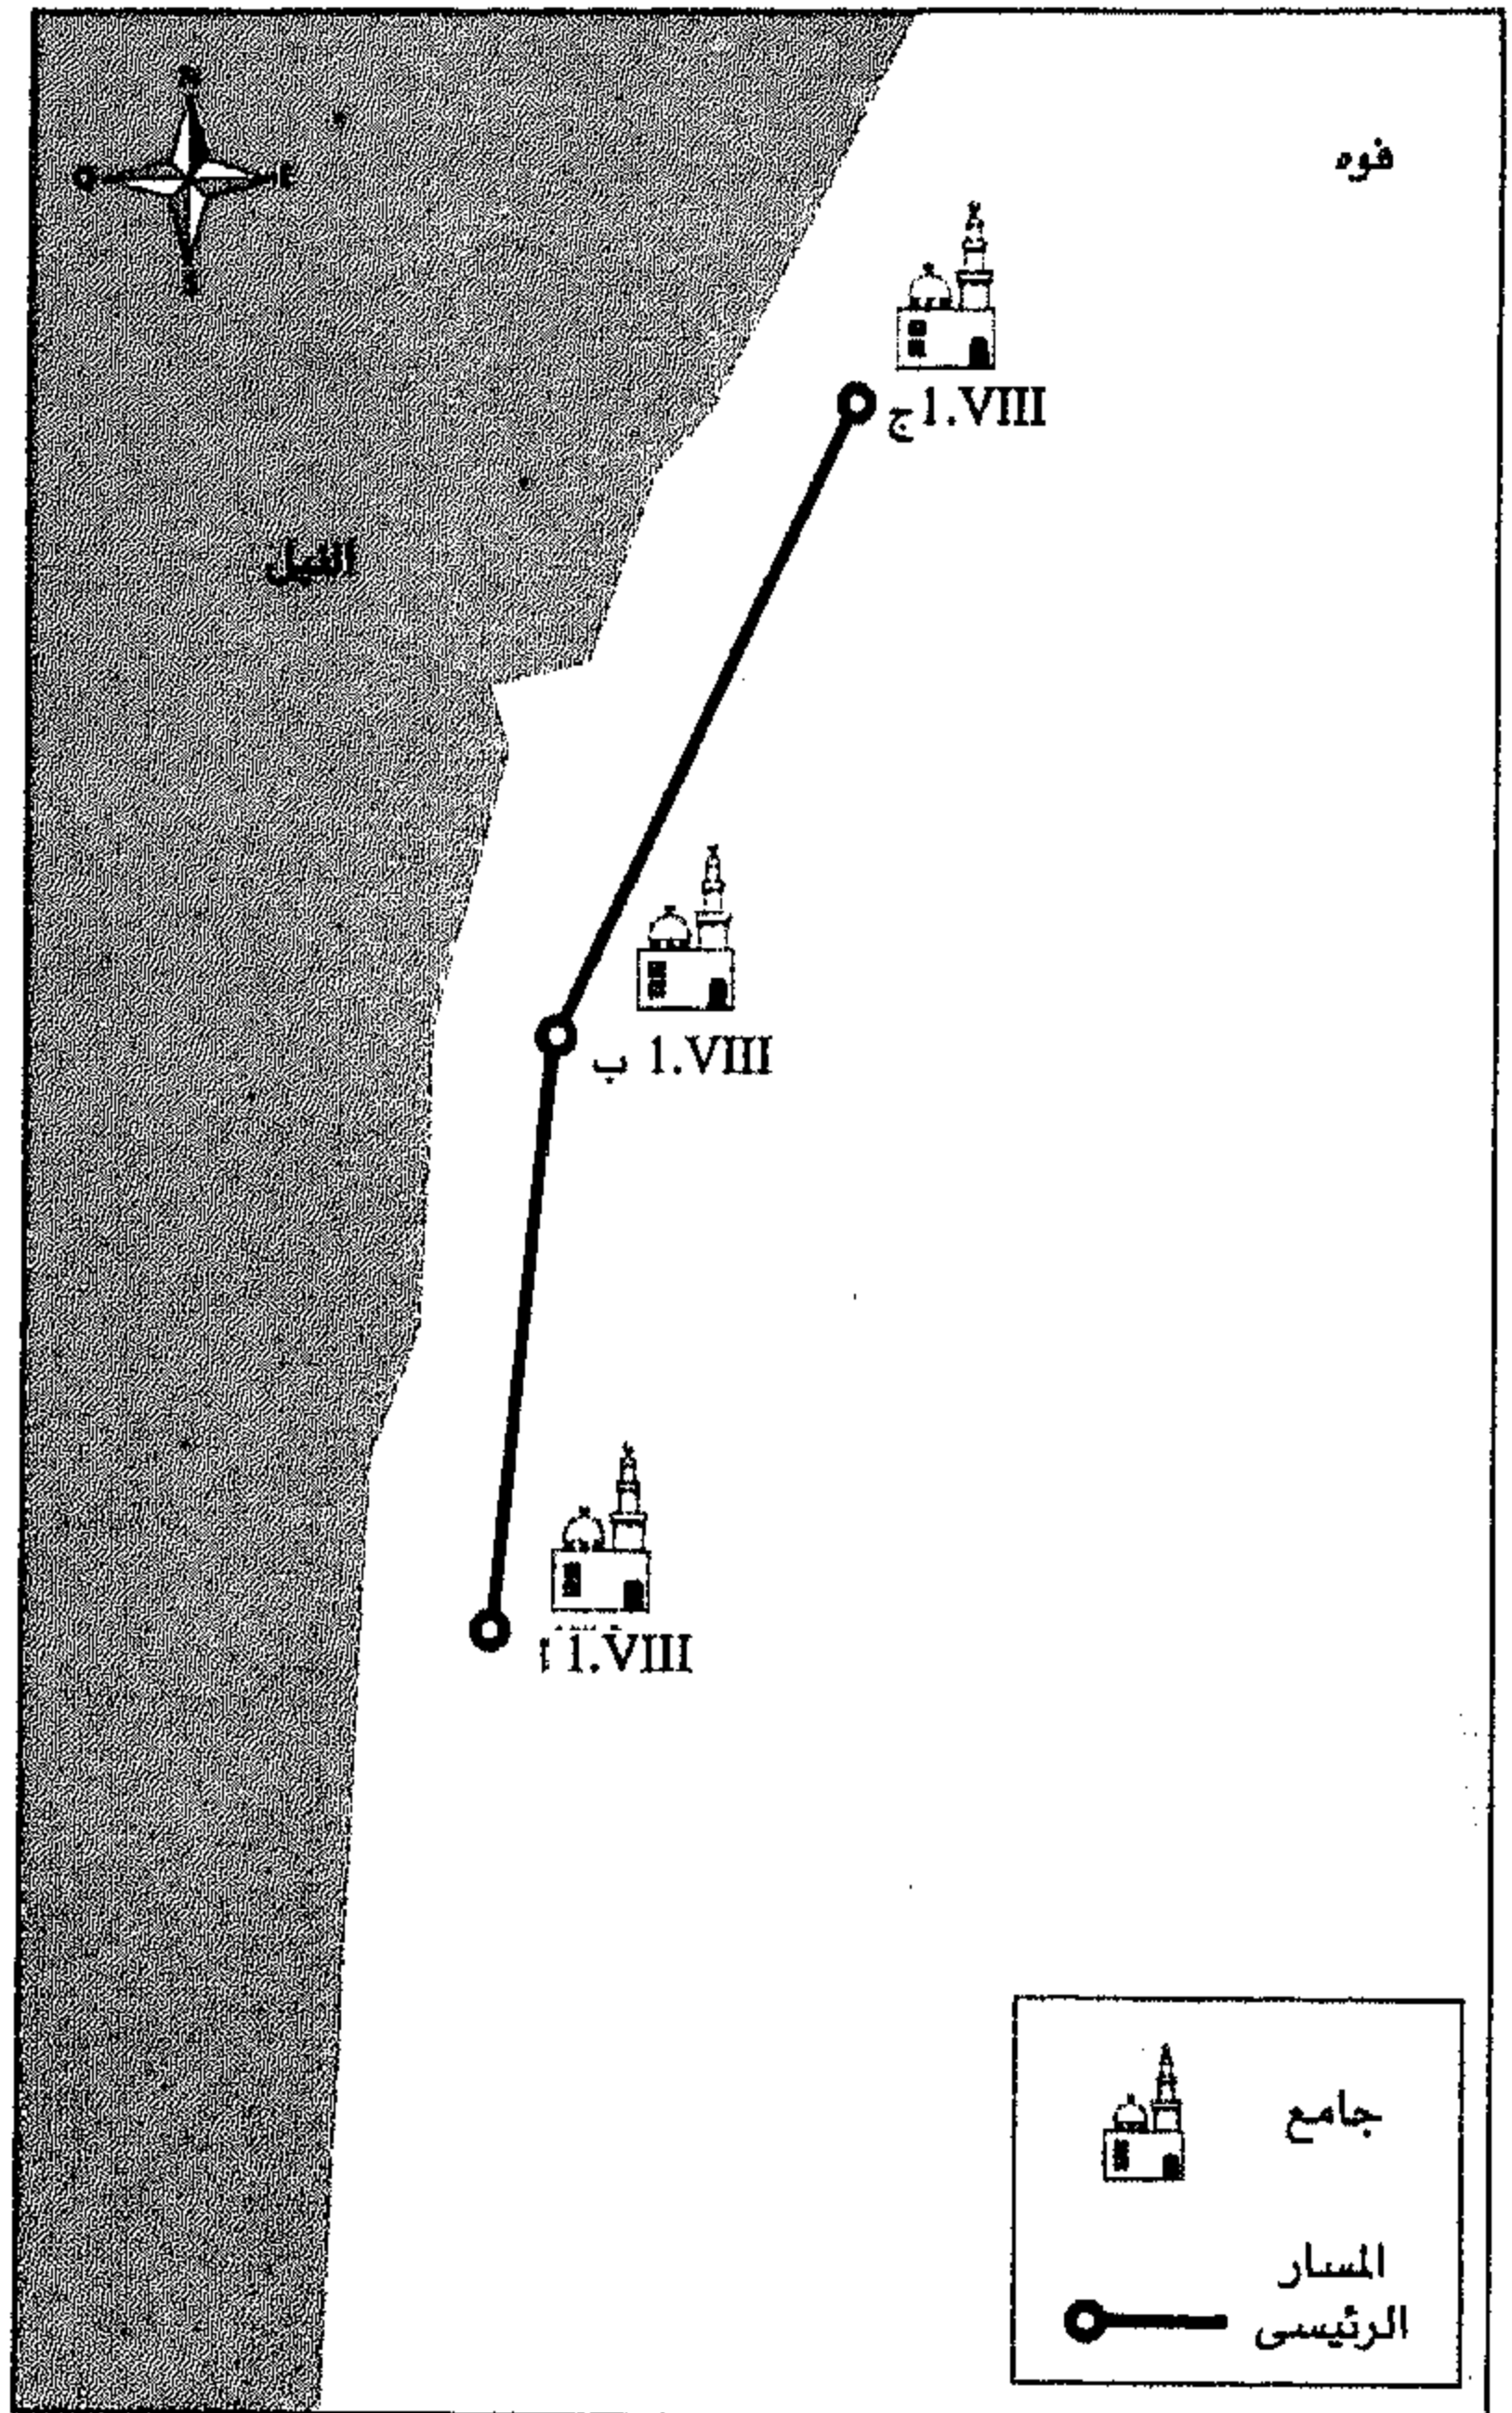 فوه
N
O E
S
ج 1.VIII
النيل
ب 1.VIII
أ 1.VIII
جامع
المسار
الرئيسى